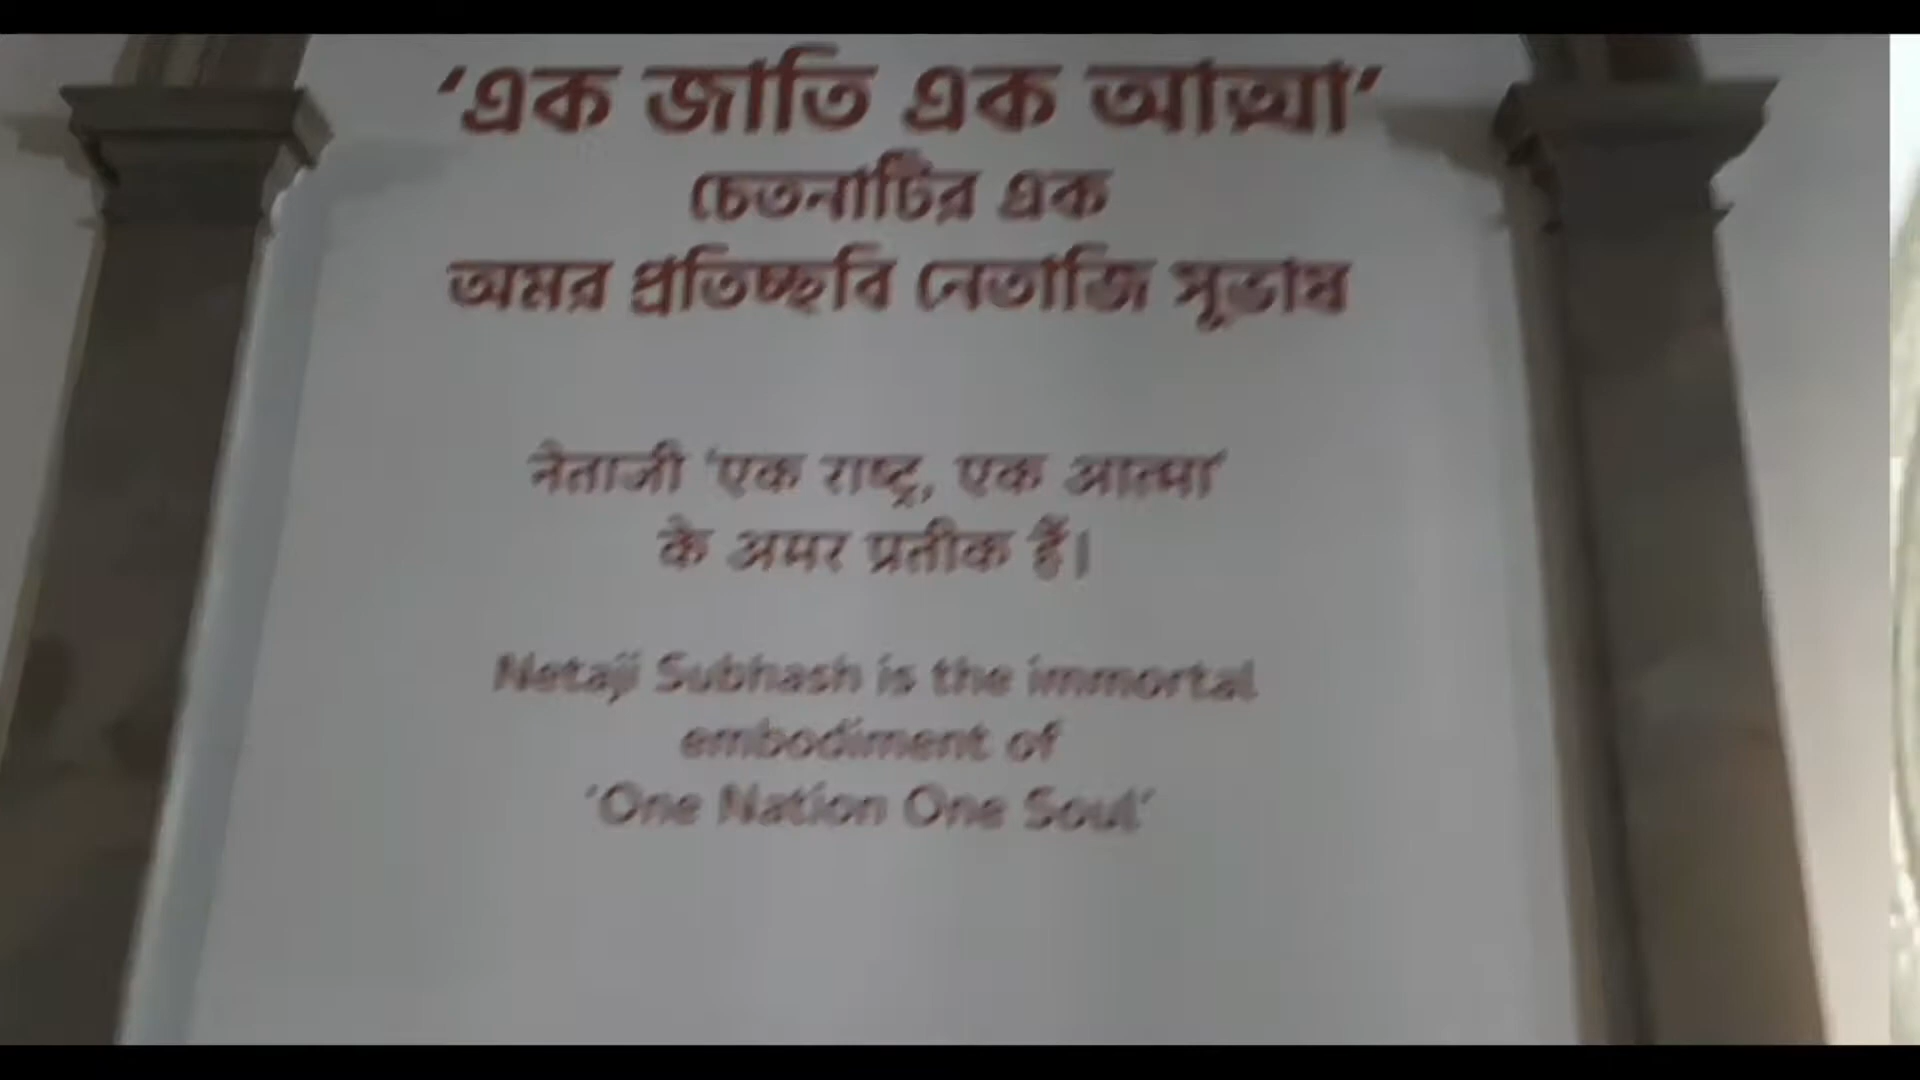 ‘এক জাতি এক আত্মা’
চেতনাটির এক
অমর প্রতিচ্ছবি নেতাজি সুভাষ
नेताजी ‘एक राष्ट्र, एक आत्मा’
के अमर प्रतीक हैं।
Netaji Subhash is the immortal
embodiment of
‘One Nation One Soul’